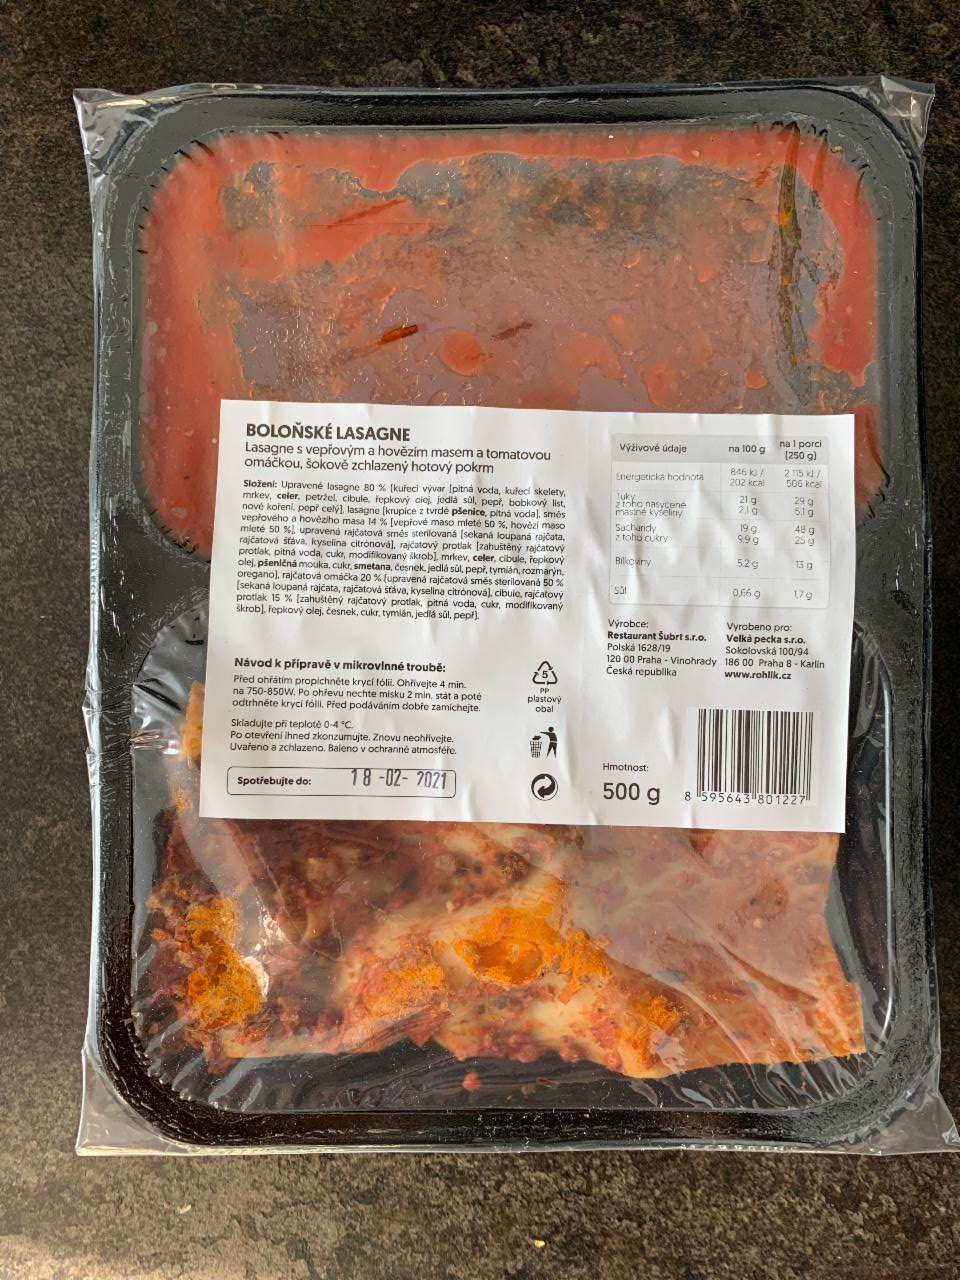 BOLOŇSKÉ LASAGNE
Lasagne s vepřovým a hovězím masem a tomatovou
omáčkou, šokově zchlazený hotový pokrm
Složení: Upravené lasagne 80 % [kuřecí vývar [pitná voda, kuřecí skelety,
mrkev, celer, petržel, cibule, řepkový olej, jedlá sůl, pepř, bobkový list,
nové koření, pepř celý], lasagne [krupice z tvrdé pšenice, pitná voda], směs
vepřového a hovězího masa 14 % [vepřové maso mleté 50 %, hovězí maso
mleté 50 %], upravená rajčatová směs sterilovaná [sekaná loupaná rajčata,
rajčatová šťáva, kyselina citrónová], rajčatový protlak [zahuštěný rajčatový
protlak, pitná voda, cukr, modifikovaný škrob], mrkev, celer, cibule, řepkový
olej, pšeničná mouka, cukr, smetana, česnek, jedlá sůl, pepř, tymián, rozmarýn,
oregano], rajčatová omáčka 20 % [upravená rajčatová směs sterilovaná 50 %
[sekaná loupaná rajčata, rajčatová šťáva, kyselina citrónová], cibule, rajčatový
protlak 15 % [zahuštěný rajčatový protlak, pitná voda, cukr, modifikovaný
škrob], řepkový olej, česnek, cukr, tymián, jedlá sůl, pepř].
Návod k přípravě v mikrovlnné troubě:
Před ohřátím propíchněte krycí fólii. Ohřívejte 4 min.
na 750-850W. Po ohřevu nechte misku 2 min. stát a poté
odtrhněte krycí fólii. Před podáváním dobře zamíchejte.
Skladujte při teplotě 0-4 °C.
Po otevření ihned zkonzumujte. Znovu neohřívejte.
Uvařeno a zchlazeno. Baleno v ochranné atmosféře.
Spotřebujte do: 18 -02- 2021
5
PP
plastový
obal
Výživové údaje na 100 g na 1 porci
(250 g)
Energetická hodnota 846 kJ / 2 115 kJ /
202 kcal 506 kcal
Tuky 21 g 29 g
z toho nasycené 2,1 g 5,1 g
mastné kyseliny
Sacharidy 19 g 48 g
z toho cukry 9,9 g 25 g
Bílkoviny 5,2 g 13 g
Sůl 0,66 g 1,7 g
Výrobce:
Restaurant Šubrt s.r.o.
Polská 1628/19
120 00 Praha - Vinohrady
Česká republika
Vyrobeno pro:
Velká pecka s.r.o.
Sokolovská 100/94
186 00 Praha 8 - Karlín
www.rohlik.cz
Hmotnost:
500 g
8 595643 801227